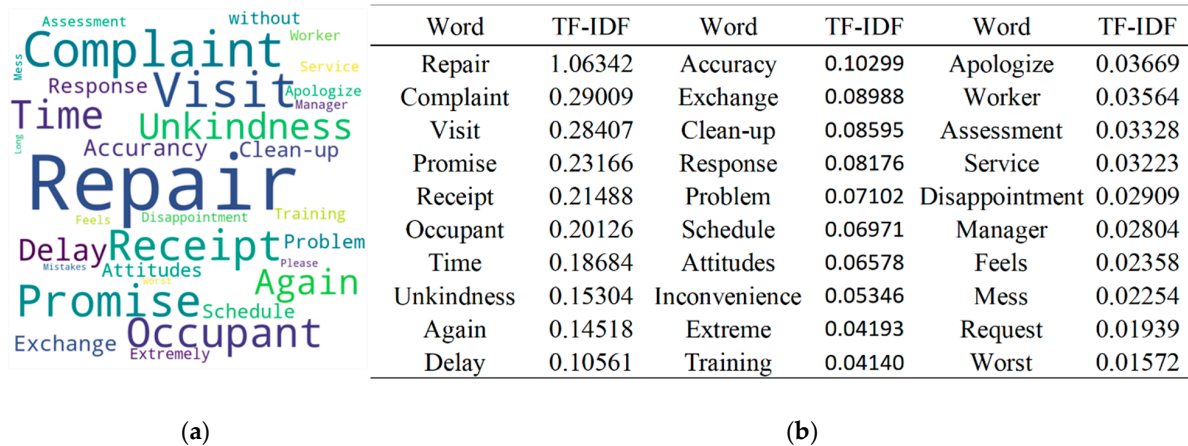 Assessment without
Complaint Worker
Mess Service
Response Visit Apologize
Manager
Time Unkindness
Long Accurancy Clean-up
Repair
Disappointment Training
Feels
Delay Receipt Problem
Mistakes Attitudes Please
Worst Again
Promise Schedule
Exchange Occupant
Extremely
Word TF-IDF Word TF-IDF Word TF-IDF
Repair 1.06342 Accuracy 0.10299 Apologize 0.03669
Complaint 0.29009 Exchange 0.08988 Worker 0.03564
Visit 0.28407 Clean-up 0.08595 Assessment 0.03328
Promise 0.23166 Response 0.08176 Service 0.03223
Receipt 0.21488 Problem 0.07102 Disappointment 0.02909
Occupant 0.20126 Schedule 0.06971 Manager 0.02804
Time 0.18684 Attitudes 0.06578 Feels 0.02358
Unkindness 0.15304 Inconvenience 0.05346 Mess 0.02254
Again 0.14518 Extreme 0.04193 Request 0.01939
Delay 0.10561 Training 0.04140 Worst 0.01572
(a) (b)